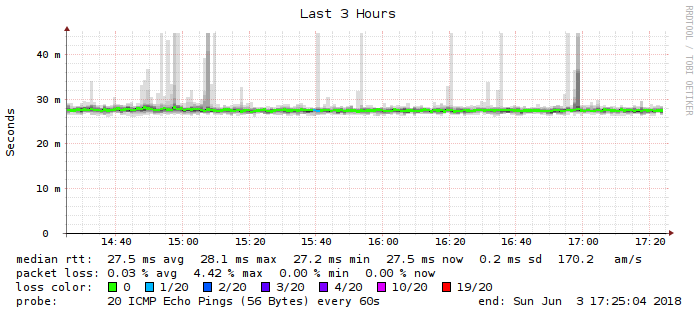 Last 3 Hours
RRDTOOL / TOBI OETIKER
Seconds
40 m
30 m
20 m
10 m
0
14:40 15:00 15:20 15:40 16:00 16:20 16:40 17:00 17:20
median rtt: 27.5 ms avg 28.1 ms max 27.2 ms min 27.5 ms now 0.2 ms sd 170.2 am/s
packet loss: 0.03 % avg 4.42 % max 0.00 % min 0.00 % now
loss color: 0 1/20 2/20 3/20 4/20 10/20 19/20
probe: 20 ICMP Echo Pings (56 Bytes) every 60s end: Sun Jun 3 17:25:04 2018